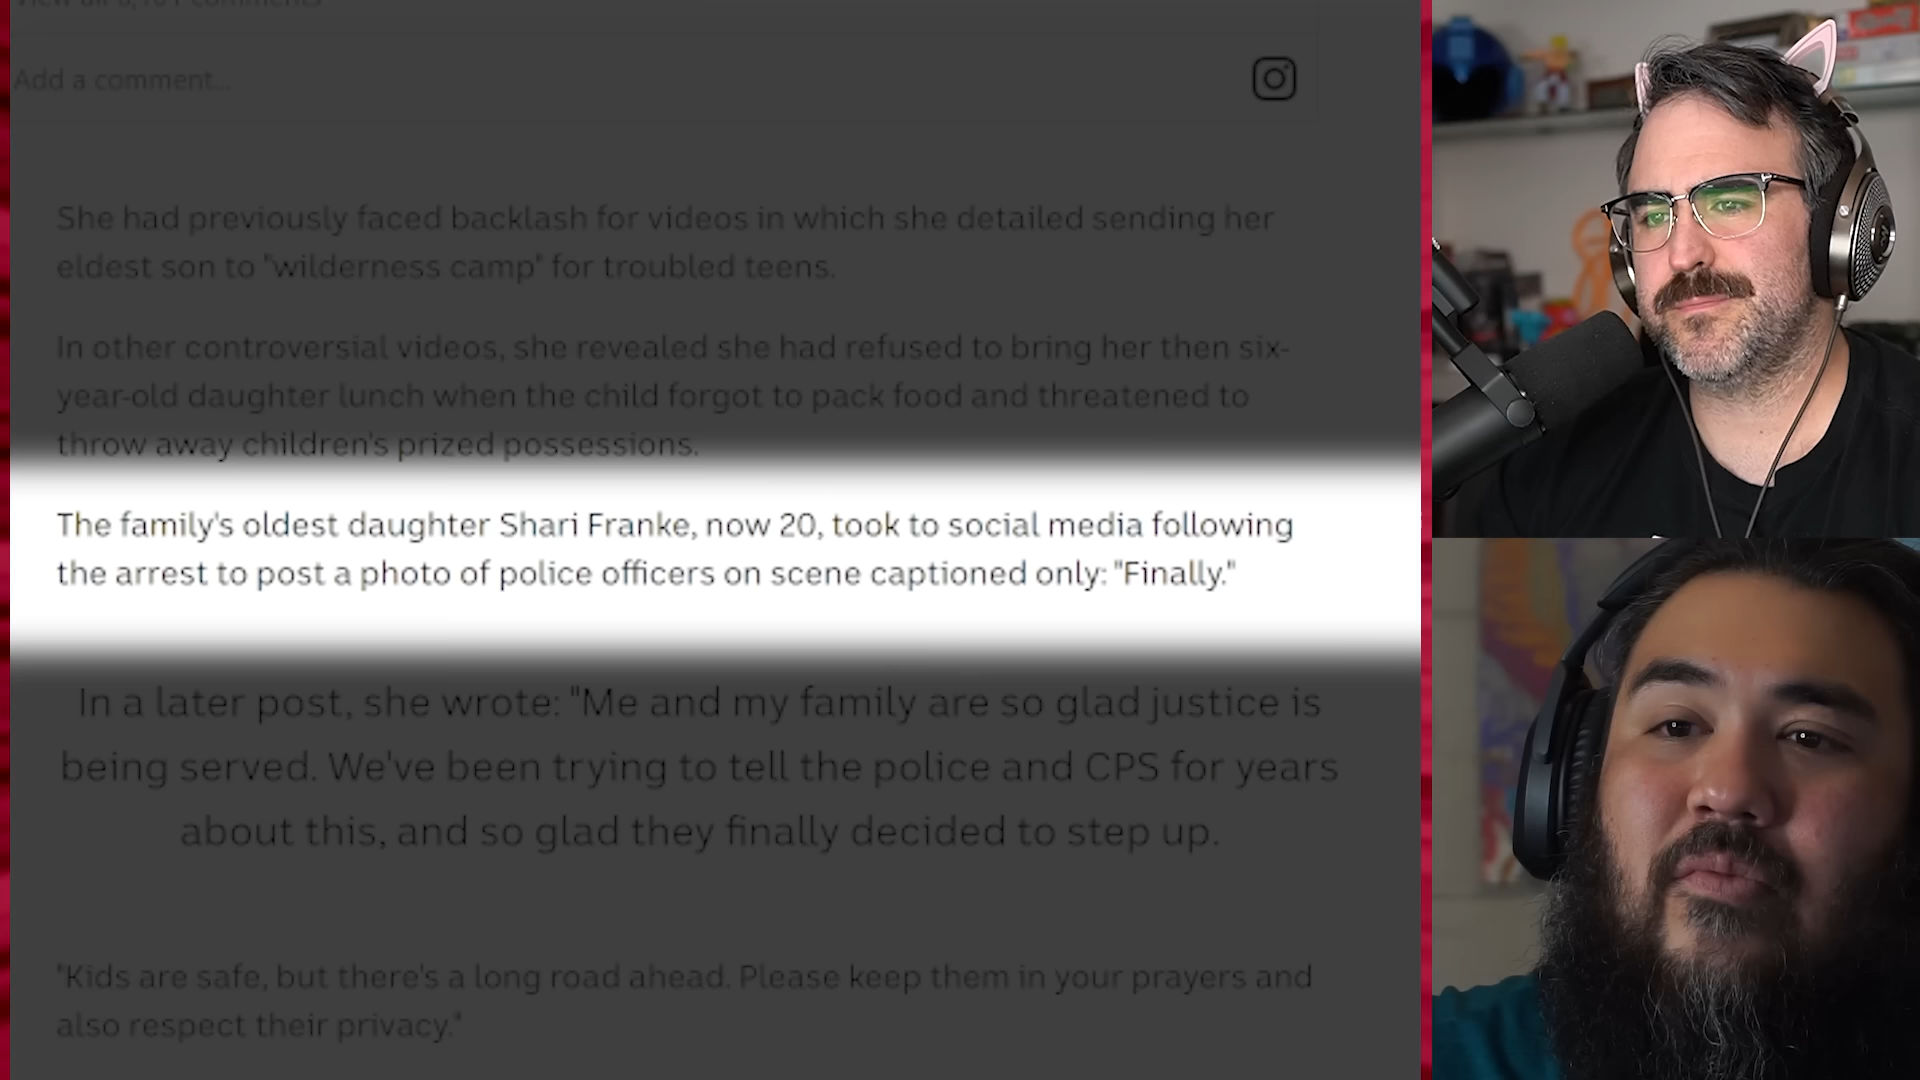 Add a comment...
She had previously faced backlash for videos in which she detailed sending her
eldest son to "wilderness camp" for troubled teens.
In other controversial videos, she revealed she had refused to bring her then six-
year-old daughter lunch when the child forgot to pack food and threatened to
throw away children's prized possessions.
The family's oldest daughter Shari Franke, now 20, took to social media following
the arrest to post a photo of police officers on scene captioned only: "Finally."
In a later post, she wrote: "Me and my family are so glad justice is
being served. We've been trying to tell the police and CPS for years
about this, and so glad they finally decided to step up.
"Kids are safe, but there's a long road ahead. Please keep them in your prayers and
also respect their privacy."